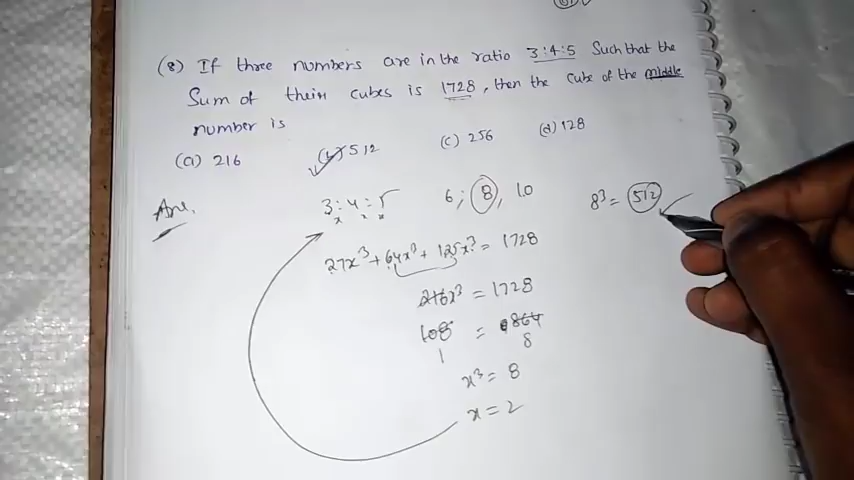 (8) If three numbers are in the ratio 3:4:5 Such that the
Sum of their cubes is 1728, then the cube of the middle
number is
(a) 216 (b) 512 (c) 256 (d) 128
Ans. 3:4:5 6, 8, 10 8³ = 512
x x x
27x³ + 64x³ + 125x³ = 1728
216x³ = 1728
108 = 864
1 8
x³ = 8
x = 2